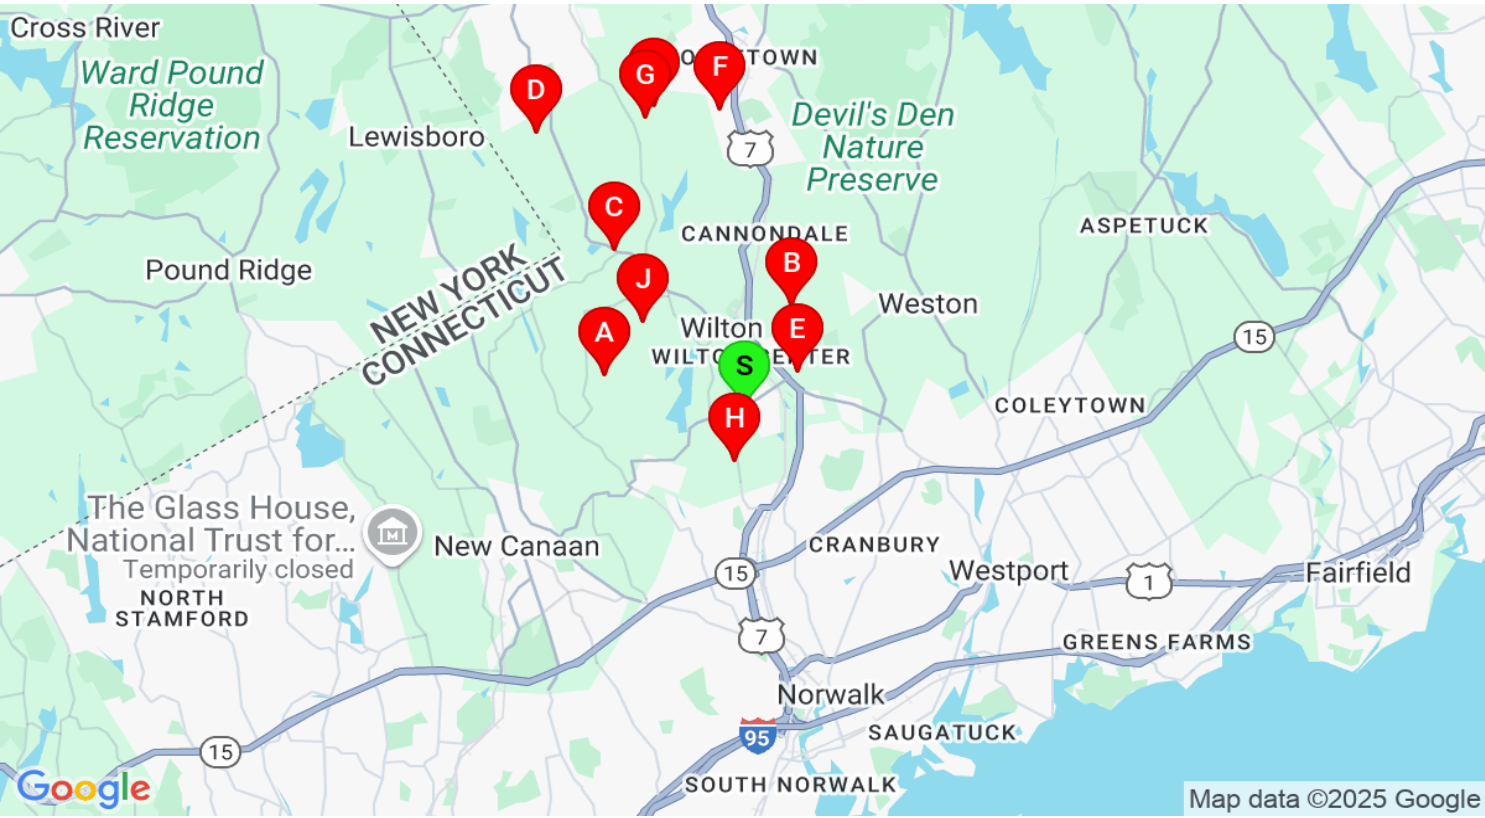 Cross River
Ward Pound
Ridge
Reservation
Lewisboro
D
G
F
TOWN
7
Devil's Den
Nature
Preserve
C
CANNONDALE
ASPETUCK
Pound Ridge
NEW YORK
CONNECTICUT
J
B
Weston
A
Wilton
E
15
S
H
COLEYTOWN
The Glass House,
National Trust for...
Temporarily closed
New Canaan
CRANBURY
15
Westport
1
Fairfield
NORTH
STAMFORD
7
GREENS FARMS
Norwalk
95
SAUGATUCK
15
SOUTH NORWALK
Google
Map data ©2025 Google